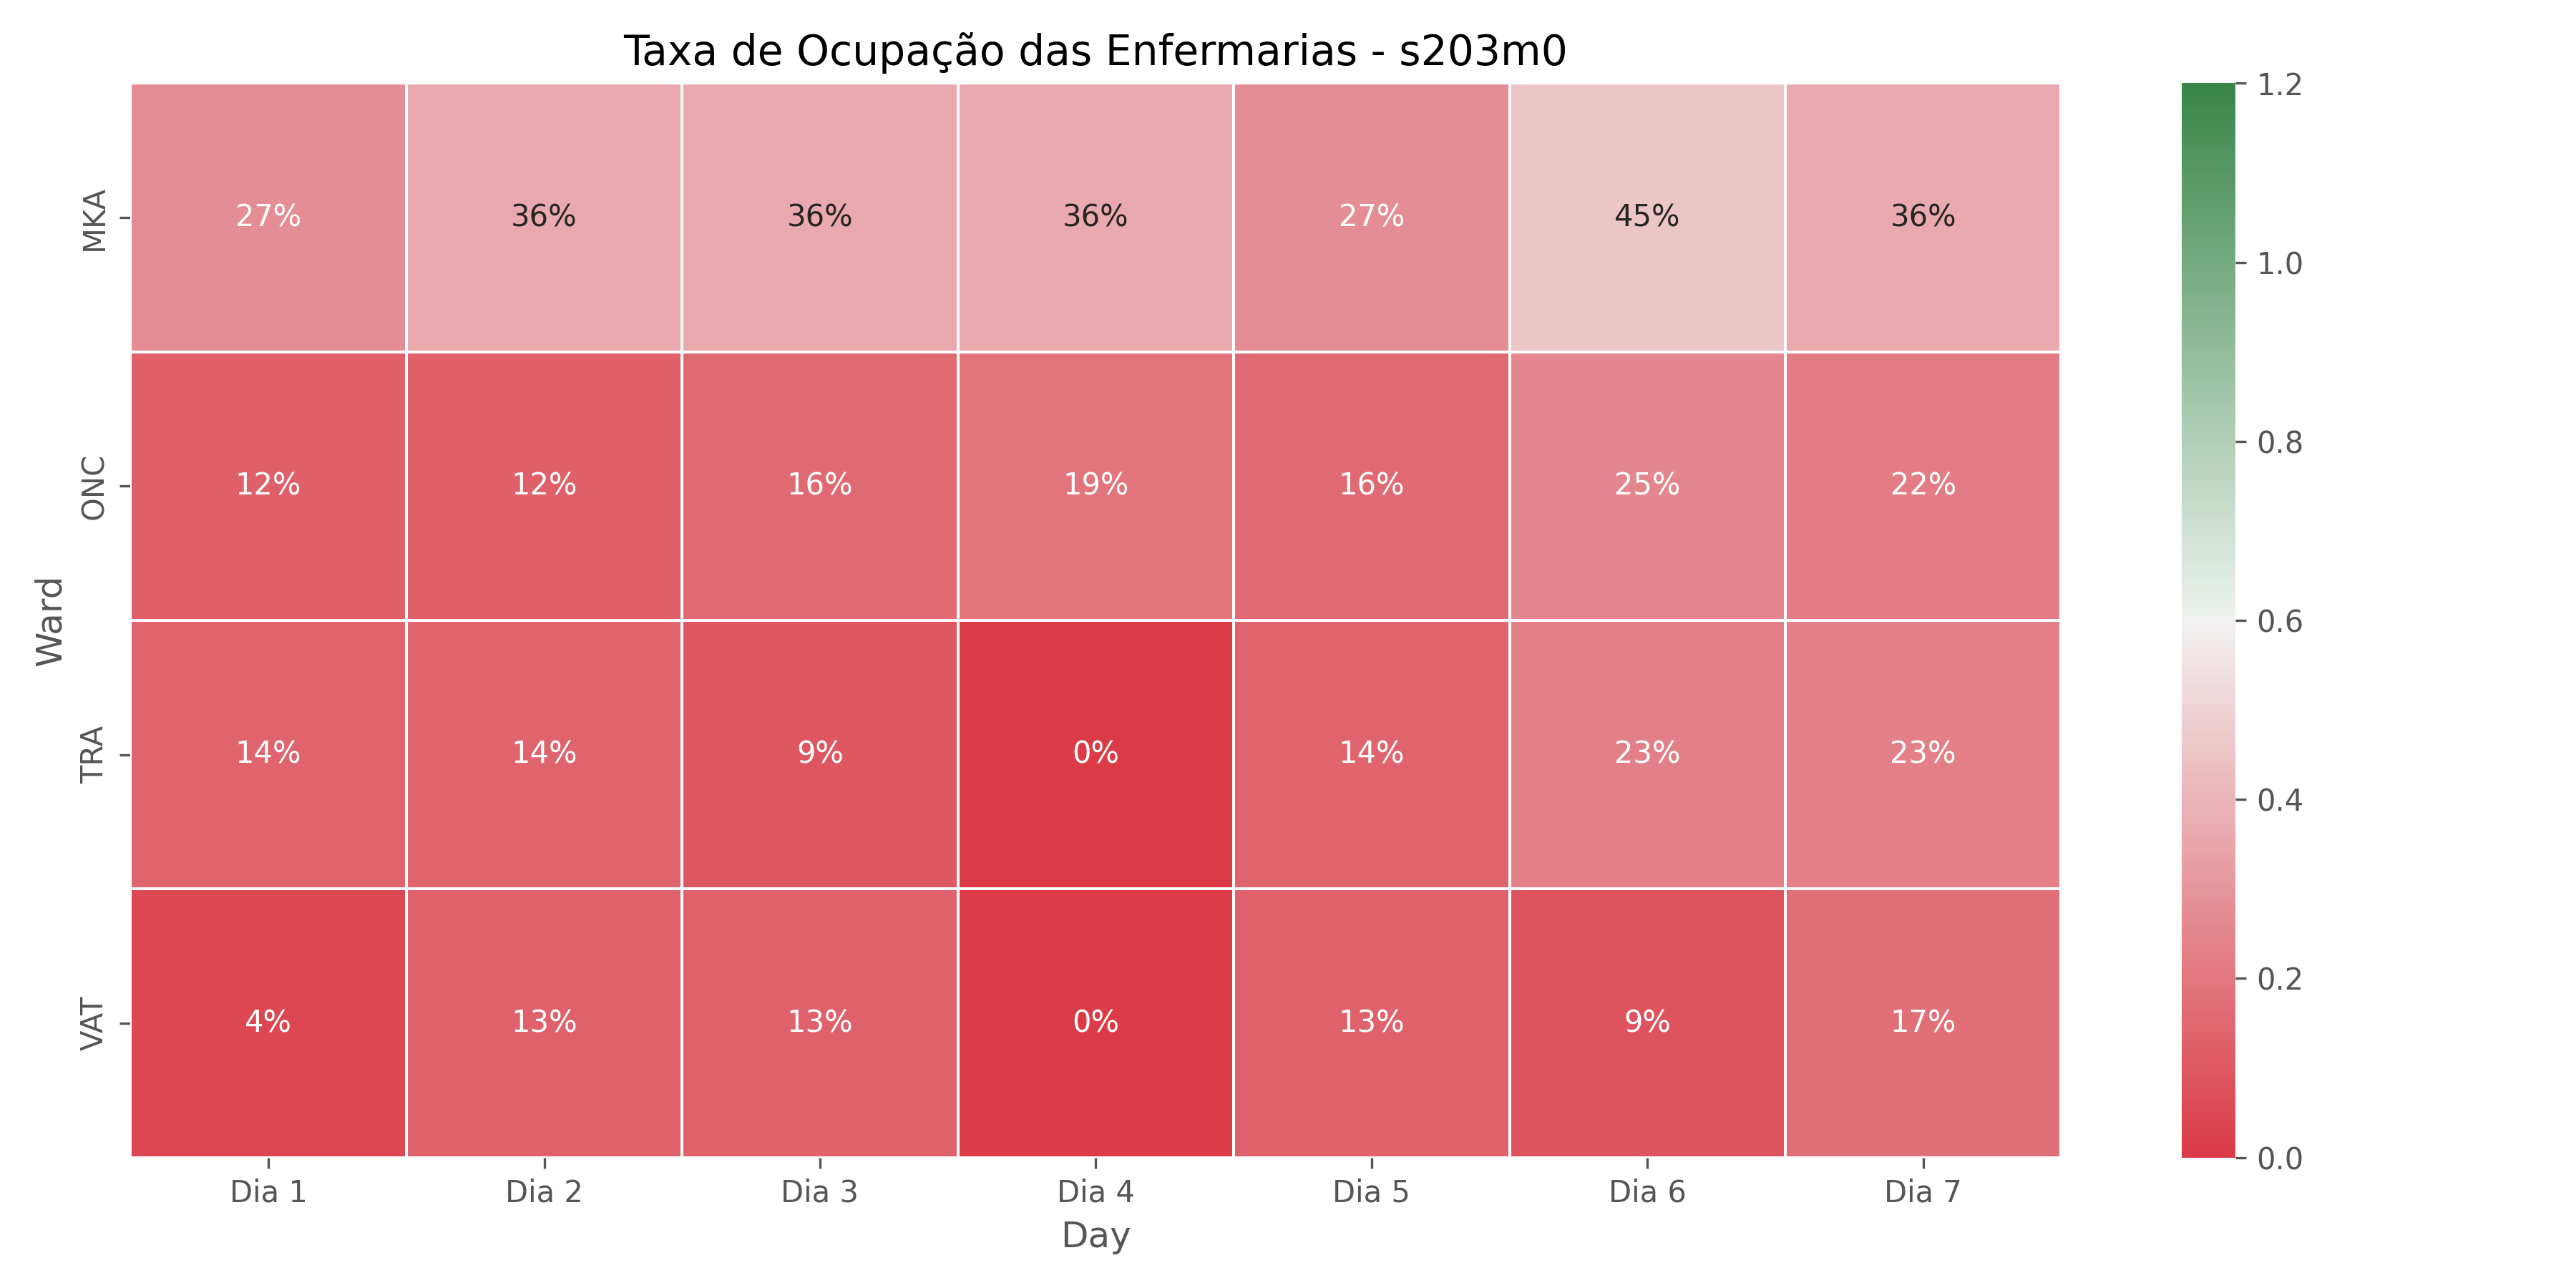 Taxa de Ocupação das Enfermarias - s203m0
MKA 27% 36% 36% 36% 27% 45% 36%
ONC 12% 12% 16% 19% 16% 25% 22%
TRA 14% 14% 9% 0% 14% 23% 23%
VAT 4% 13% 13% 0% 13% 9% 17%
Ward
Dia 1 Dia 2 Dia 3 Dia 4 Dia 5 Dia 6 Dia 7
Day
1.2
1.0
0.8
0.6
0.4
0.2
0.0